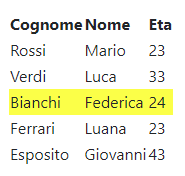 Cognome Nome Eta
Rossi Mario 23
Verdi Luca 33
Bianchi Federica 24
Ferrari Luana 23
Esposito Giovanni 43